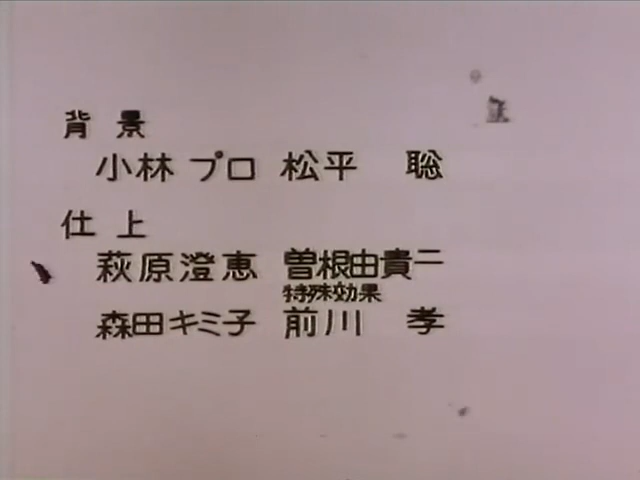 背景
小林プロ 松平 聡
仕上
萩原澄恵 曽根由貴二
特殊効果
森田キミ子 前川 孝